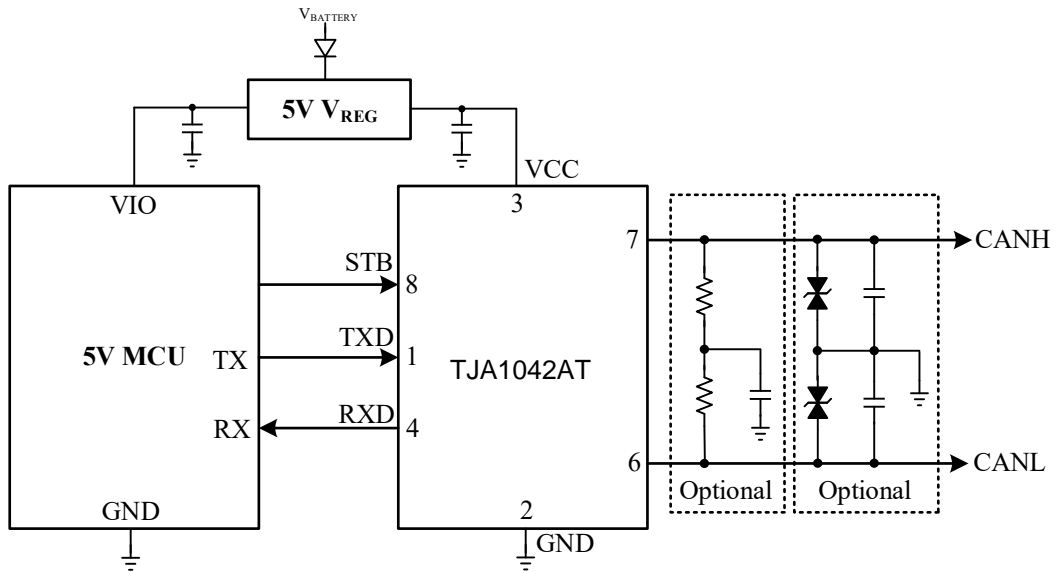 VBATTERY
5V VREG
VCC
VIO
3
7
CANH
STB
8
5V MCU
TX
TXD
1
TJA1042AT
RX
RXD
4
6
CANL
Optional
Optional
GND
2
GND